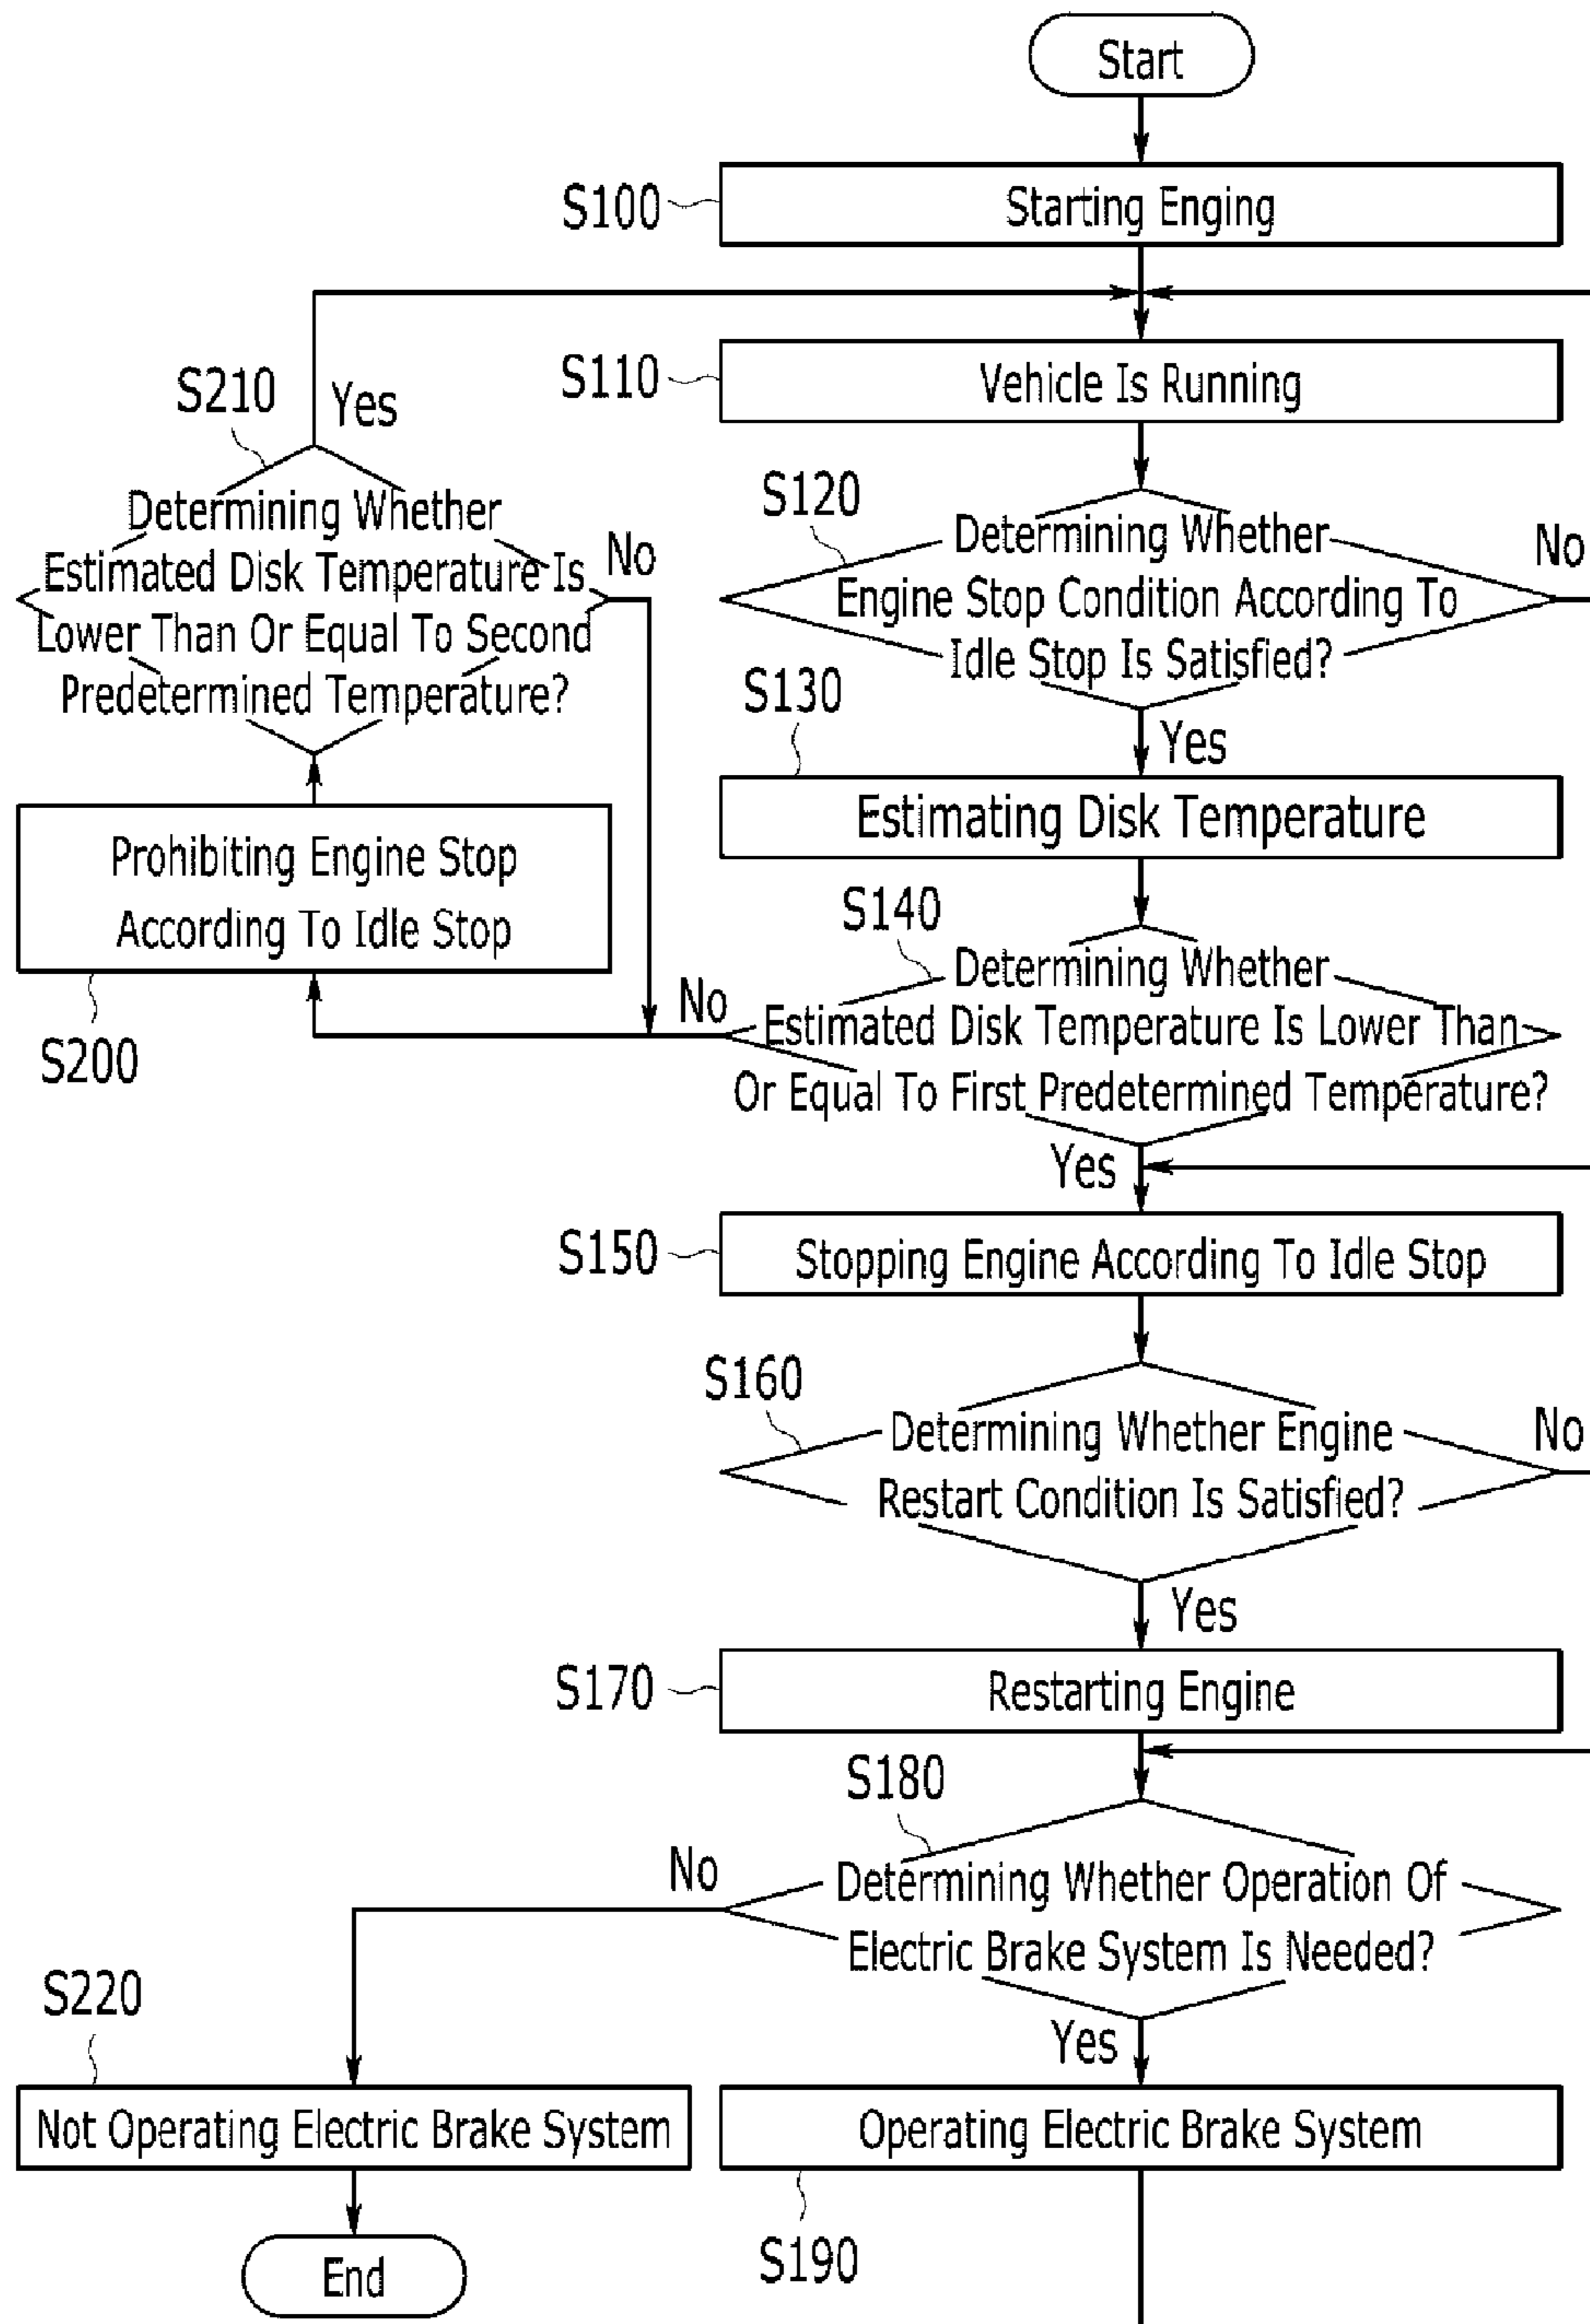 Start
S100
Starting Enging
S110
Vehicle Is Running
S210
Yes
Determining Whether
Estimated Disk Temperature Is
Lower Than Or Equal To Second
Predetermined Temperature?
No
S120
Determining Whether
Engine Stop Condition According To
Idle Stop Is Satisfied?
No
Yes
S130
Estimating Disk Temperature
Prohibiting Engine Stop
According To Idle Stop
S200
S140
No
Determining Whether
Estimated Disk Temperature Is Lower Than
Or Equal To First Predetermined Temperature?
Yes
S150
Stopping Engine According To Idle Stop
S160
Determining Whether Engine
Restart Condition Is Satisfied?
No
Yes
S170
Restarting Engine
S180
No
Determining Whether Operation Of
Electric Brake System Is Needed?
Yes
S220
Not Operating Electric Brake System
Operating Electric Brake System
S190
End